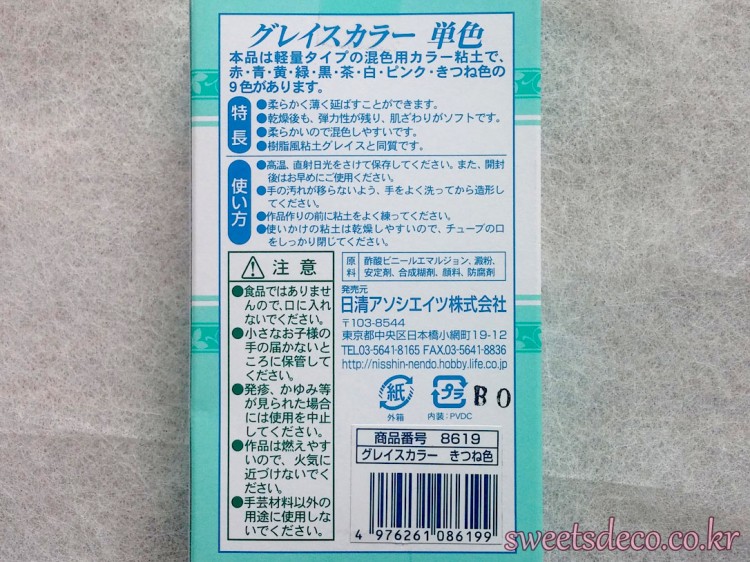 グレイスカラー 単色
本品は軽量タイプの混色用カラー粘土で、
赤・青・黄・緑・黒・茶・白・ピンク・きつね色の
9色があります。
特長
●柔らかく薄く延ばすことができます。
●乾燥後も、弾力性が残り、肌ざわりがソフトです。
●柔らかいので混色しやすいです。
●樹脂風粘土グレイスと同質です。
使い方
●高温、直射日光をさけて保存してください。また、開封
後はお早めにご使用ください。
●手の汚れが移らないよう、手をよく洗ってから造形し
てください。
●作品作りの前に粘土をよく練ってください。
●使いかけの粘土は乾燥しやすいので、チューブの口
をしっかり閉じてください。
注意
●食品ではありませ
んので、口に入れ
ないでください。
●小さなお子様の
手の届かないと
ころに保管して
ください。
●発疹、かゆみ等
が見られた場合
には使用を中止
してください。
●作品は燃えやす
いので、火気に
近づけないでく
ださい。
●手芸材料以外の
用途に使用しな
いでください。
原料
酢酸ビニールエマルジョン、澱粉、
安定剤、合成糊剤、顔料、防腐剤
発売元
日清アソシエイツ株式会社
〒103-8544
東京都中央区日本橋小網町19-12
TEL.03-5641-8165 FAX.03-5641-8836
http://nisshin-nendo.hobby.life.co.jp
紙
外箱
プラ
内装：PVDC
B0
商品番号 8619
グレイスカラー きつね色
4 976261 086199
sweetsdeco.co.kr